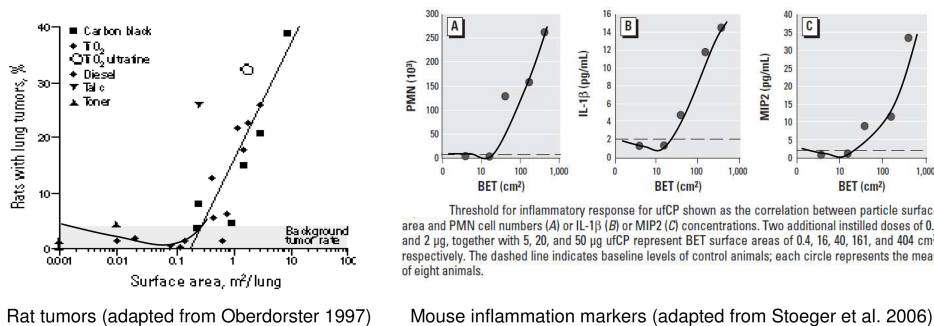 40
30
20
10
0
Rats with lung tumors, %
Carbon black
TiO2
TiO2 ultrafine
Diesel
Talc
Toner
Background
tumor rate
0.001 0.01 0.1 1 10 100
Surface area, m2/lung
A
300
250
200
150
100
50
0
PMN (10³)
0 10 100 1,000
BET (cm²)
B
16
14
12
10
8
6
4
2
0
IL-1β (pg/mL)
0 10 100 1,000
BET (cm²)
C
40
35
30
25
20
15
10
5
0
MIP2 (pg/mL)
0 10 100 1,000
BET (cm²)
Threshold for inflammatory response for ufCP shown as the correlation between particle surfac
area and PMN cell numbers (A) or IL-1β (B) or MIP2 (C) concentrations. Two additional instilled doses of 0.
and 2 µg, together with 5, 20, and 50 µg ufCP represent BET surface areas of 0.4, 16, 40, 161, and 404 cm²
respectively. The dashed line indicates baseline levels of control animals; each circle represents the mea
of eight animals.
Rat tumors (adapted from Oberdorster 1997)
Mouse inflammation markers (adapted from Stoeger et al. 2006)